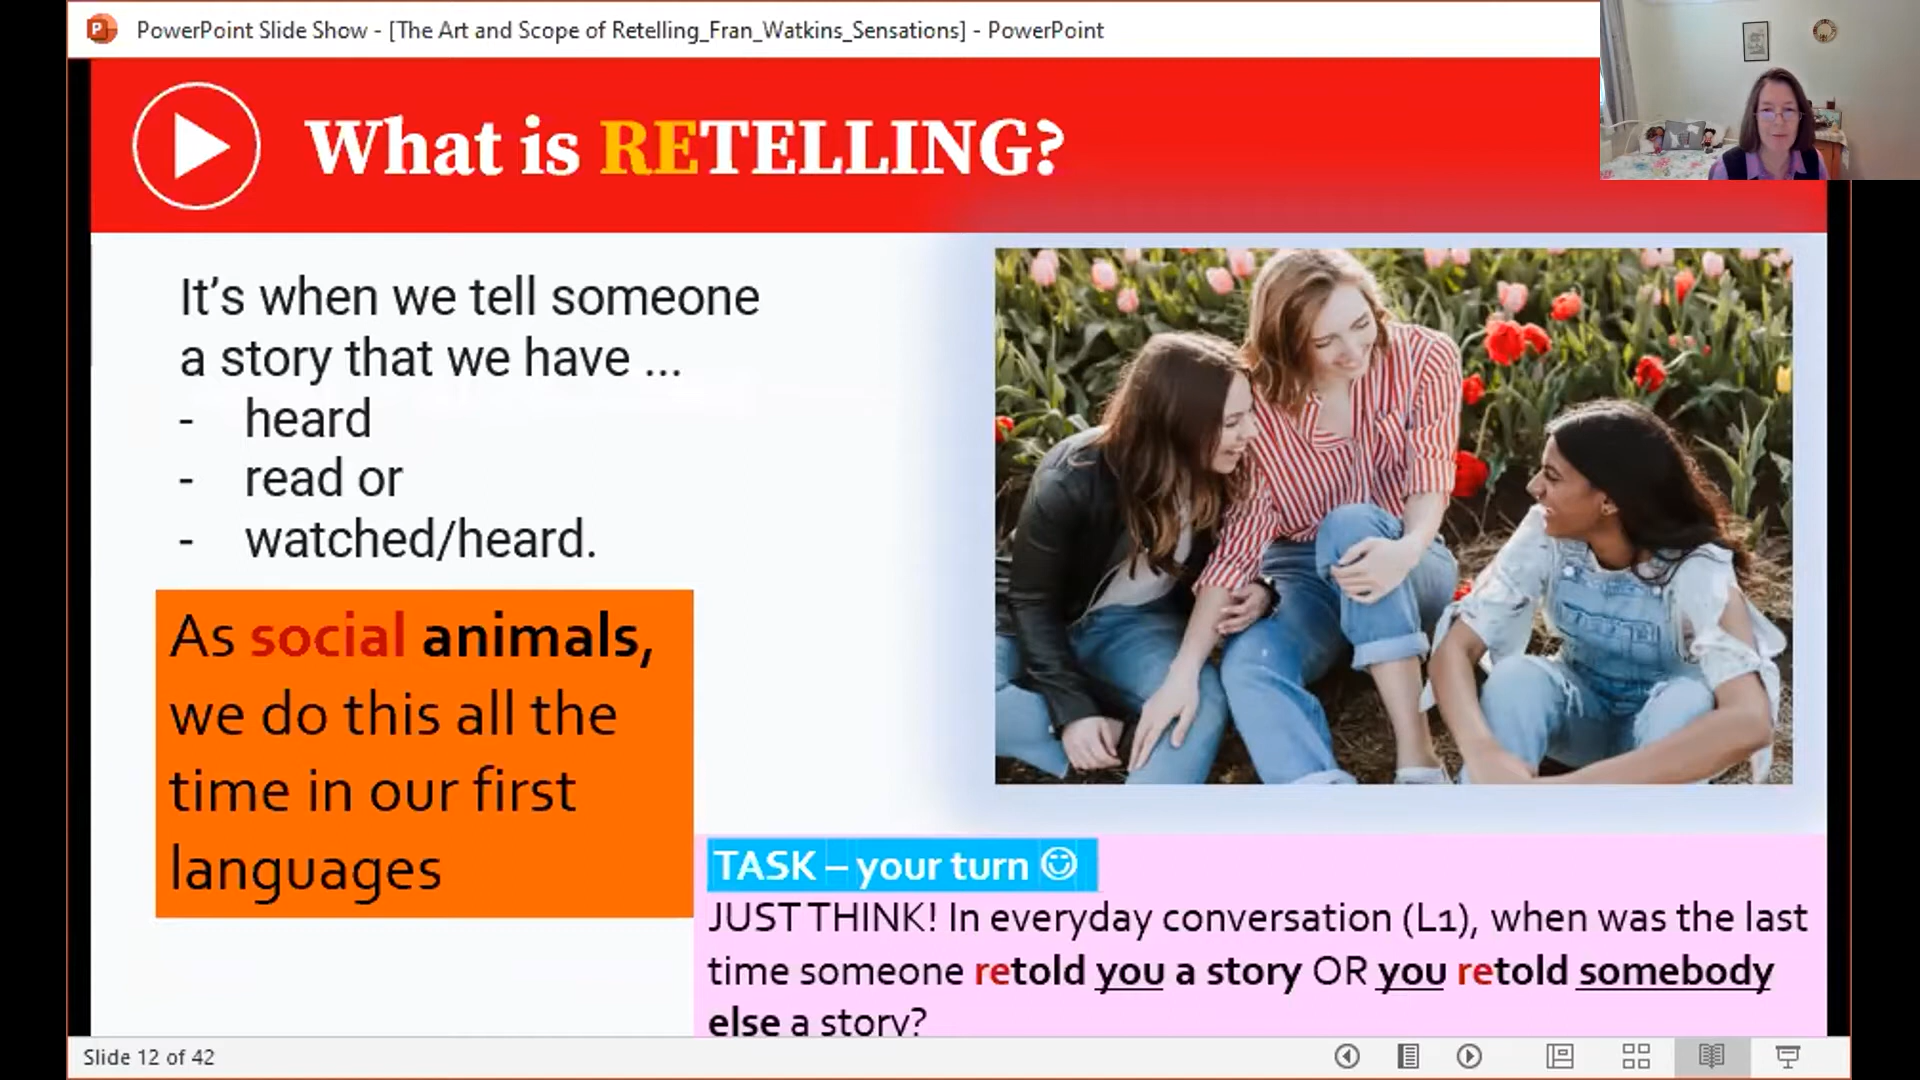 PowerPoint Slide Show - [The Art and Scope of Retelling_Fran_Watkins_Sensations] - PowerPoint
What is RETELLING?
It's when we tell someone
a story that we have ...
- heard
- read or
- watched/heard.
As social animals,
we do this all the
time in our first
languages
TASK – your turn ☺
JUST THINK! In everyday conversation (L1), when was the last
time someone retold you a story OR you retold somebody
else a story?
Slide 12 of 42